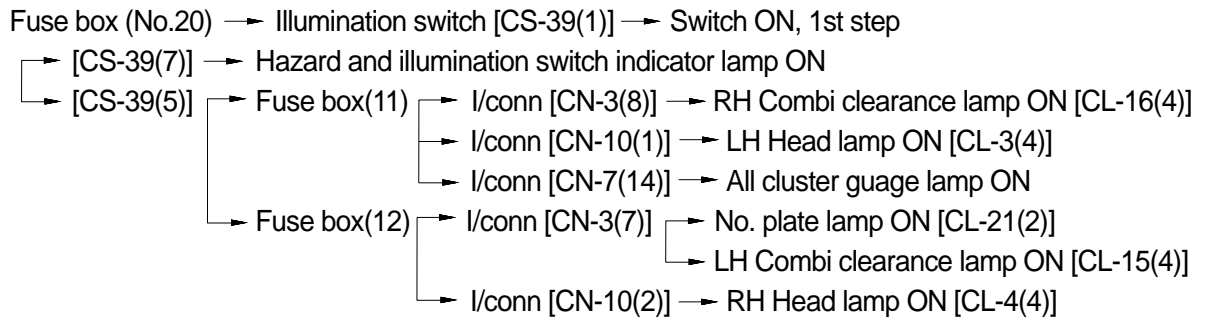 Fuse box (No.20) → Illumination switch [CS-39(1)] → Switch ON, 1st step
→ [CS-39(7)] → Hazard and illumination switch indicator lamp ON
→ [CS-39(5)] → Fuse box(11) → I/conn [CN-3(8)] → RH Combi clearance lamp ON [CL-16(4)]
→ I/conn [CN-10(1)] → LH Head lamp ON [CL-3(4)]
→ I/conn [CN-7(14)] → All cluster guage lamp ON
→ Fuse box(12) → I/conn [CN-3(7)] → No. plate lamp ON [CL-21(2)]
→ LH Combi clearance lamp ON [CL-15(4)]
→ I/conn [CN-10(2)] → RH Head lamp ON [CL-4(4)]